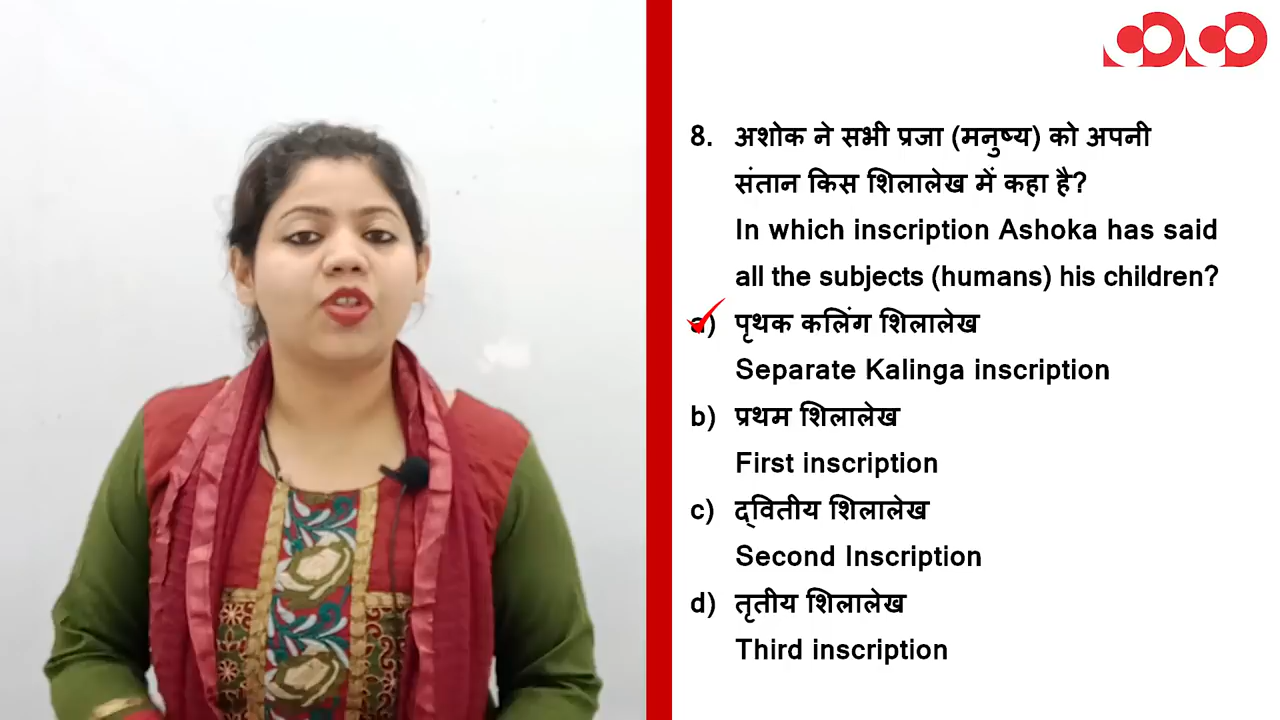 8. अशोक ने सभी प्रजा (मनुष्य) को अपनी
संतान किस शिलालेख में कहा है?
In which inscription Ashoka has said
all the subjects (humans) his children?
a) पृथक कलिंग शिलालेख
Separate Kalinga inscription
b) प्रथम शिलालेख
First inscription
c) द्वितीय शिलालेख
Second Inscription
d) तृतीय शिलालेख
Third inscription